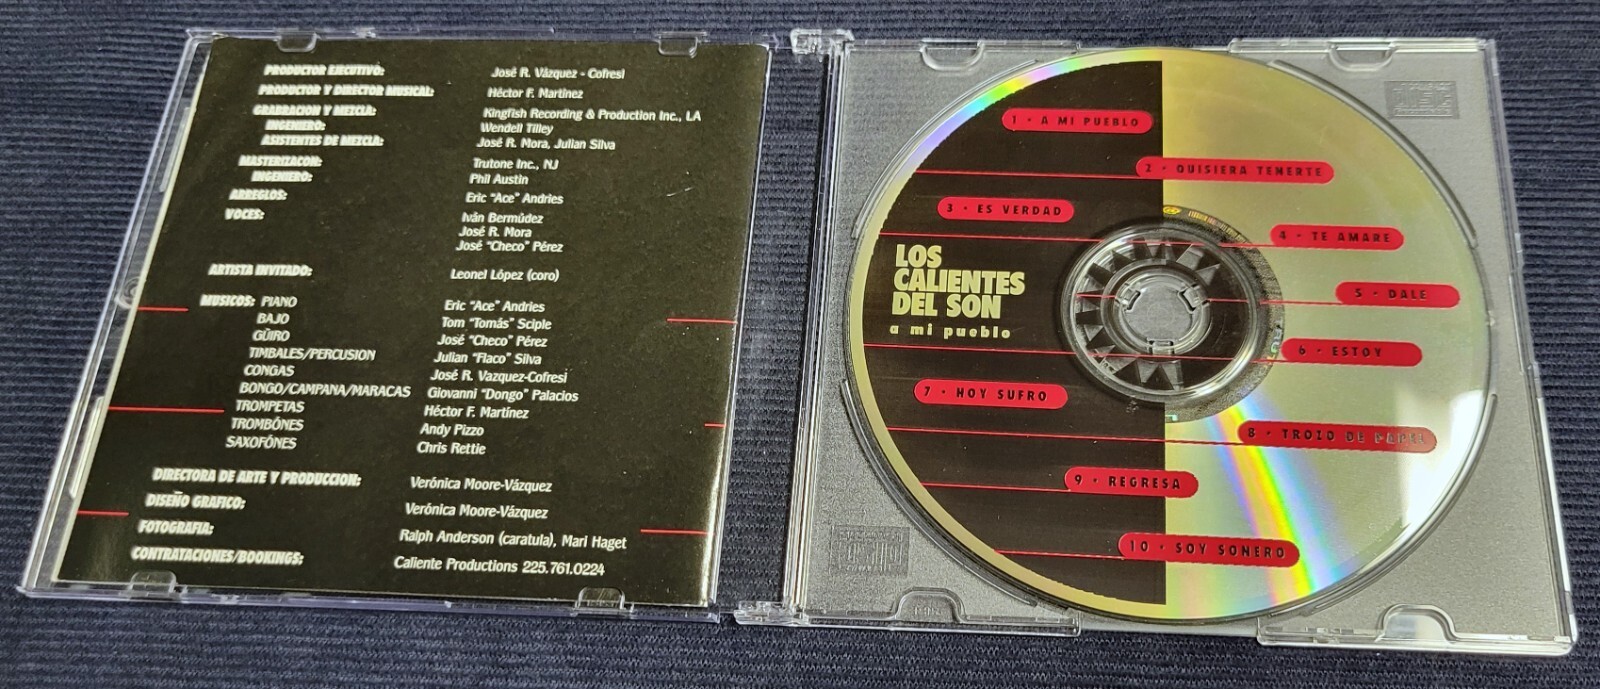 PRODUCTOR EJECUTIVO: José R. Vázquez - Cofresí
PRODUCTOR Y DIRECTOR MUSICAL: Héctor F. Martínez
GRABRACION Y MEZCLA: Kingfish Recording & Production Inc., LA
INGENIERO: Wendell Tilley
ASISTENTES DE MEZCLA: José R. Mora, Julian Silva
MASTERIZACON: Trutone Inc., NJ
INGENIERO: Phil Austin
ARREGLOS: Eric "Ace" Andries
VOCES: Iván Bermúdez
José R. Mora
José "Checo" Pérez
ARTISTA INVITADO: Leonel López (coro)
MUSICOS: PIANO Eric "Ace" Andries
BAJO Tom "Tomás" Sciple
GÜIRO José "Checo" Pérez
TIMBALES/PERCUSION Julian "Flaco" Silva
CONGAS José R. Vazquez-Cofresí
BONGO/CAMPANA/MARACAS Giovanni "Dongo" Palacios
TROMPETAS Héctor F. Martínez
TROMBÓNES Andy Pizzo
SAXOFÓNES Chris Rettie
DIRECTORA DE ARTE Y PRODUCCION: Verónica Moore-Vázquez
DISEÑO GRAFICO: Verónica Moore-Vázquez
FOTOGRAFIA: Ralph Anderson (caratula), Mari Haget
CONTRATACIONES/BOOKINGS: Caliente Productions 225.761.0224
1 · A MI PUEBLO
2 · QUISIERA TENERTE
3 · ES VERDAD
4 · TE AMARE
LOS
CALIENTES
DEL SON
a mi pueblo
5 · DALE
6 · ESTOY
7 · HOY SUFRO
8 · TROZO DE PAPEL
9 · REGRESA
10 · SOY SONERO